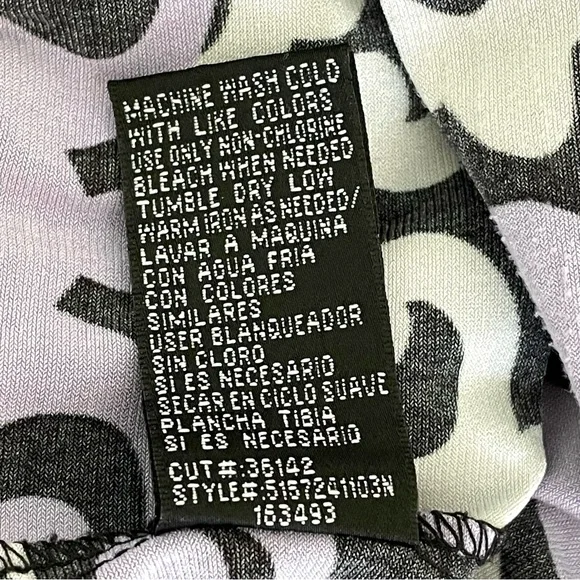 MACHINE WASH COLD
WITH LIKE COLORS
USE ONLY NON-CHLORINE
BLEACH WHEN NEEDED
TUMBLE DRY LOW
WARM IRON AS NEEDED/
LAVAR A MAQUINA
CON AGUA FRIA
CON COLORES
SIMILARES
USER BLANQUEADOR
SIN CLORO
SI ES NECESARIO
SECAR EN CICLO SUAVE
PLANCHA TIBIA
SI ES NECESARIO
CUT#:36142
STYLE#:5157241103N
163493